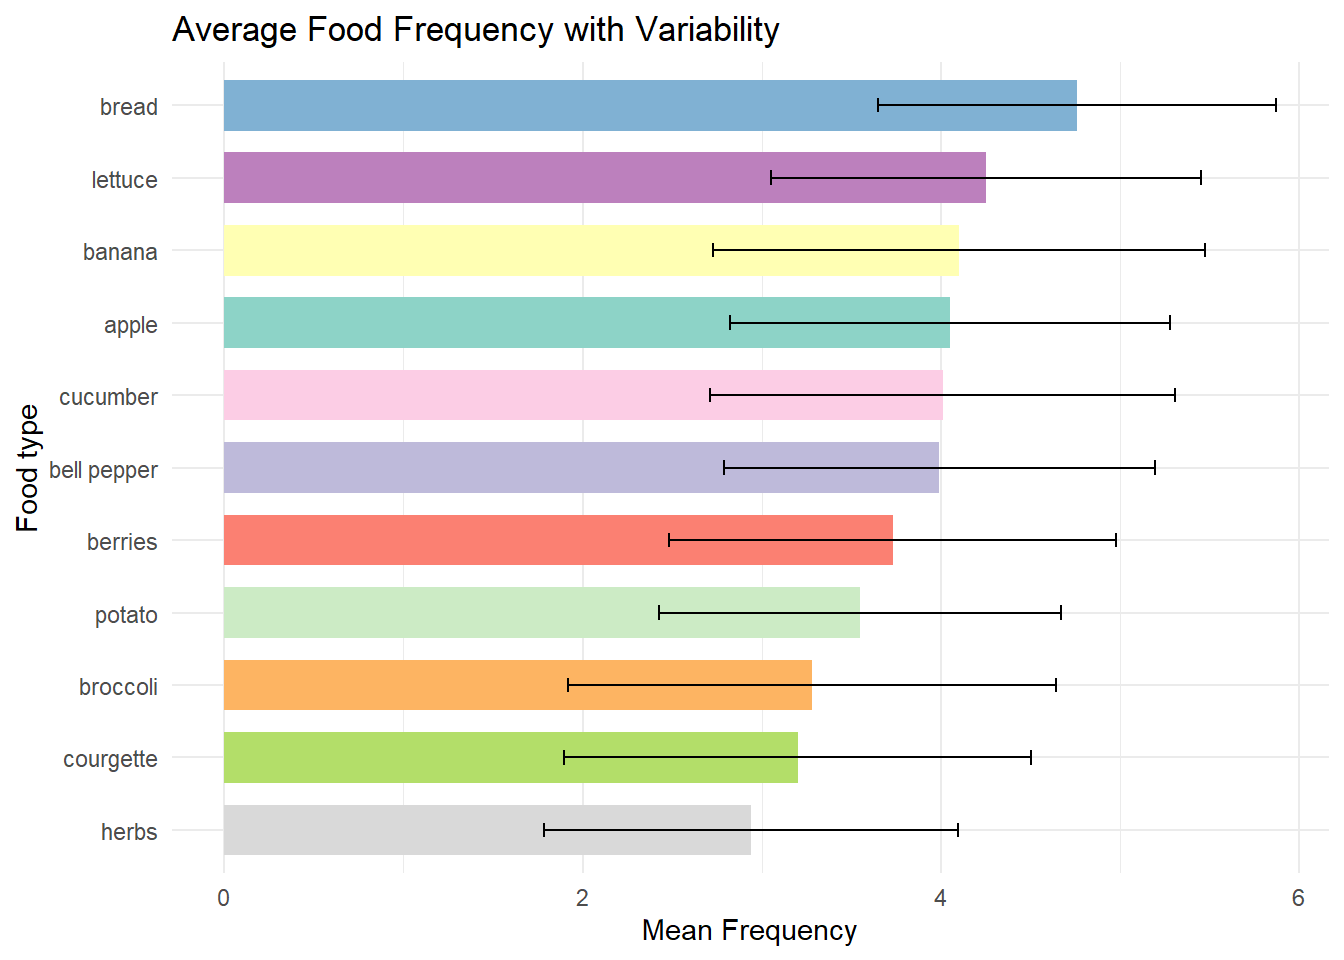 Average Food Frequency with Variability
Food type
bread
lettuce
banana
apple
cucumber
bell pepper
berries
potato
broccoli
courgette
herbs
0 2 4 6
Mean Frequency